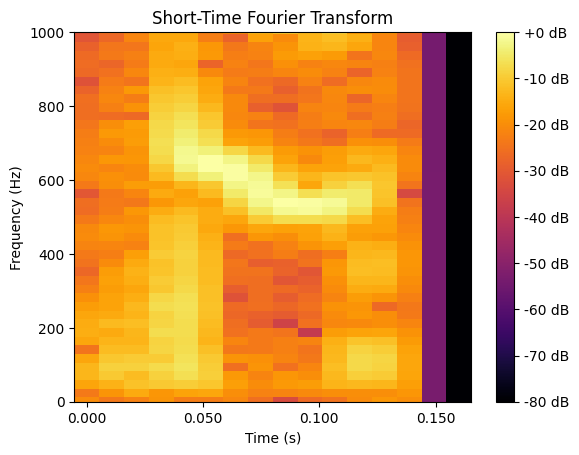 Short-Time Fourier Transform
1000
800
600
400
200
0
Frequency (Hz)
0.000
0.050
0.100
0.150
Time (s)
+0 dB
-10 dB
-20 dB
-30 dB
-40 dB
-50 dB
-60 dB
-70 dB
-80 dB